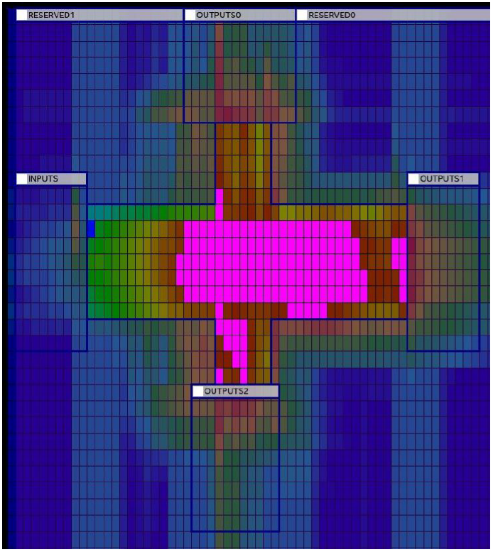 RESERVED1
OUTPUTS0
RESERVED0
INPUTS
OUTPUTS1
OUTPUTS2